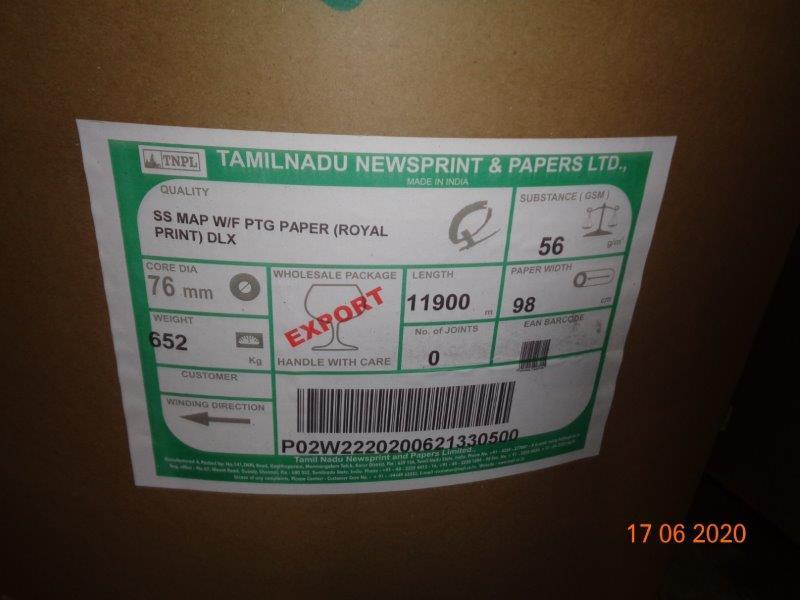 TNPL
TAMILNADU NEWSPRINT & PAPERS LTD.,
MADE IN INDIA
QUALITY
SS MAP W/F PTG PAPER (ROYAL
PRINT) DLX
SUBSTANCE ( GSM )
56 g/m²
CORE DIA
76 mm
WHOLESALE PACKAGE
EXPORT
HANDLE WITH CARE
LENGTH
11900 m
PAPER WIDTH
98 cm
WEIGHT
652 Kg
No. of JOINTS
0
EAN BARCODE
CUSTOMER
WINDING DIRECTION
P02W2220200621330500
Tamil Nadu Newsprint and Papers Limited.,
17 06 2020